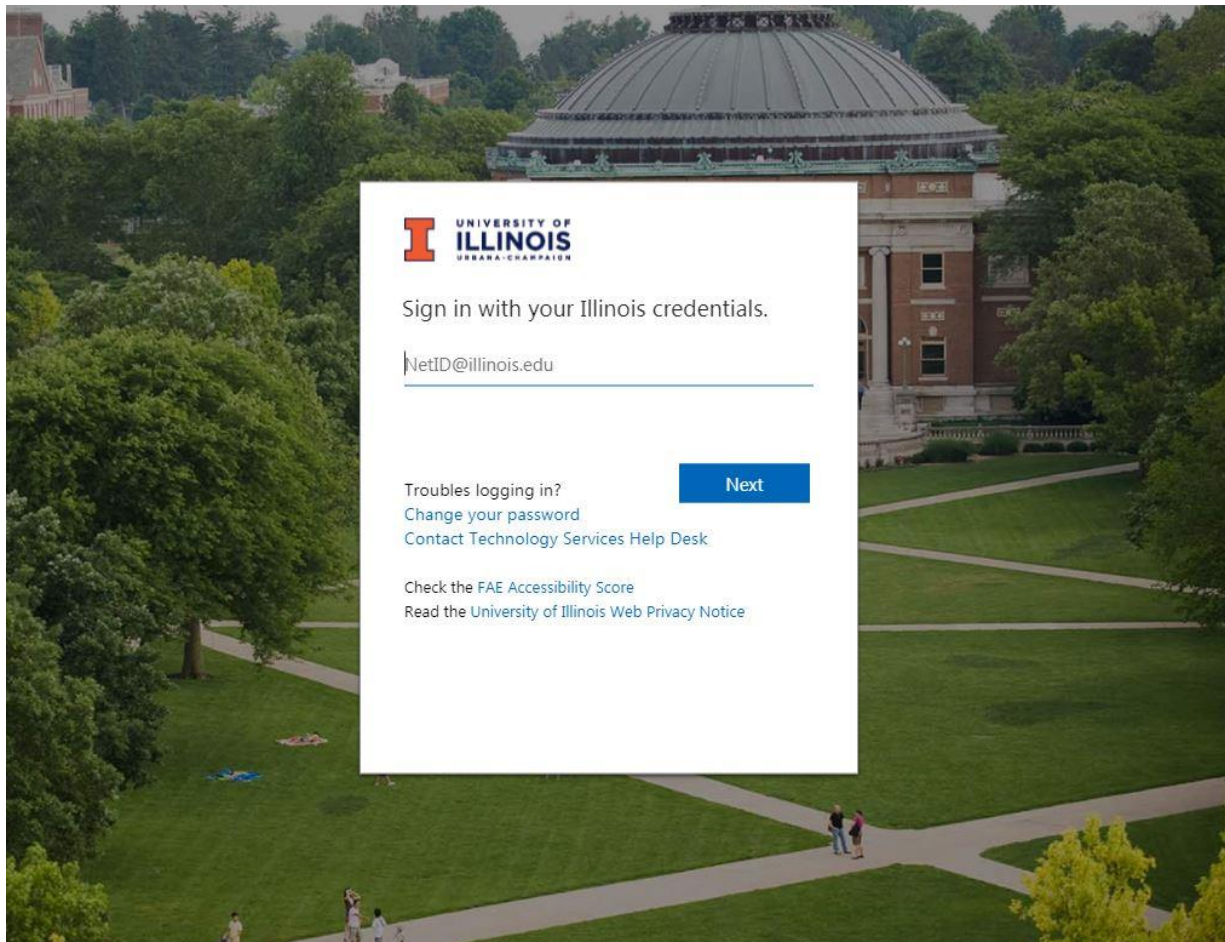 UNIVERSITY OF
ILLINOIS
URBANA-CHAMPAIGN
Sign in with your Illinois credentials.
NetID@illinois.edu
Next
Troubles logging in?
Change your password
Contact Technology Services Help Desk
Check the FAE Accessibility Score
Read the University of Illinois Web Privacy Notice